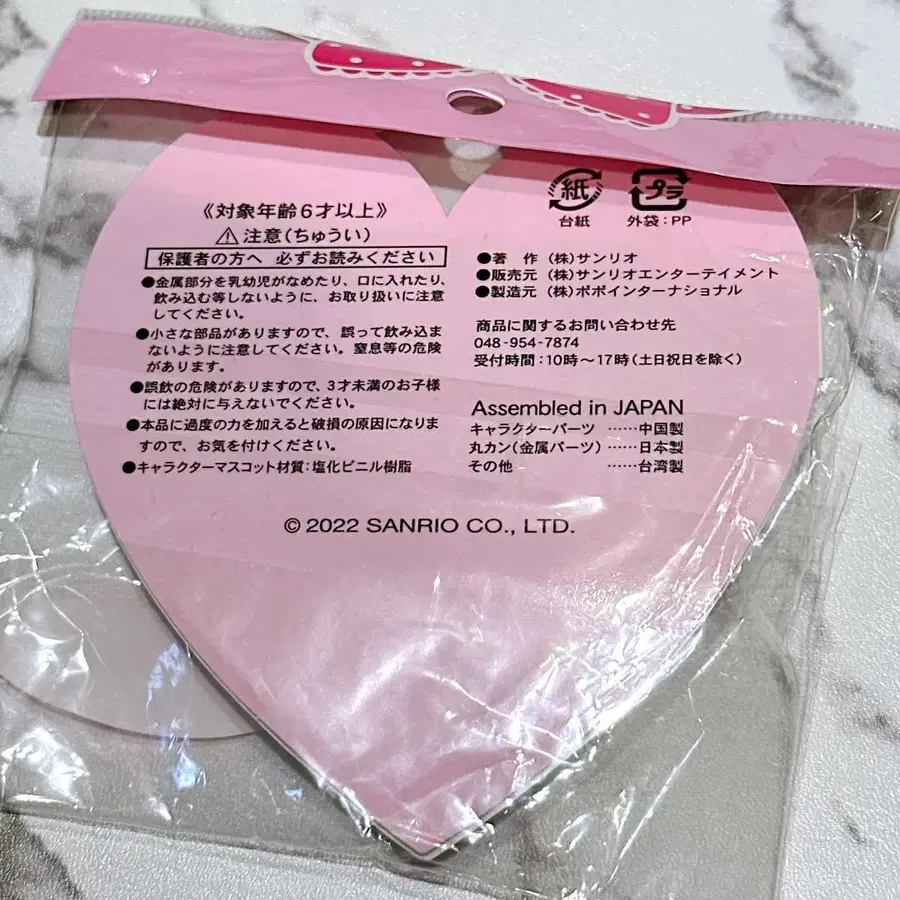 《対象年齢6才以上》
⚠注意(ちゅうい)
保護者の方へ 必ずお読みください
●金属部分を乳幼児がなめたり、口に入れたり、
飲み込む等しないように、お取り扱いに注意
してください。
●小さな部品がありますので、誤って飲み込ま
ないように注意してください。窒息等の危険
があります。
●誤飲の危険がありますので、3才未満のお子様
には絶対に与えないでください。
●本品に過度の力を加えると破損の原因になりま
すので、お気を付けください。
●キャラクターマスコット材質:塩化ビニル樹脂
紙
台紙
プラ
外袋:PP
●著 作 (株)サンリオ
●販売元 (株)サンリオエンターテイメント
●製造元 (株)ポポインターナショナル
商品に関するお問い合わせ先
048-954-7874
受付時間:10時〜17時(土日祝日を除く)
Assembled in JAPAN
キャラクターパーツ ……中国製
丸カン(金属パーツ) ……日本製
その他 ……台湾製
© 2022 SANRIO CO., LTD.